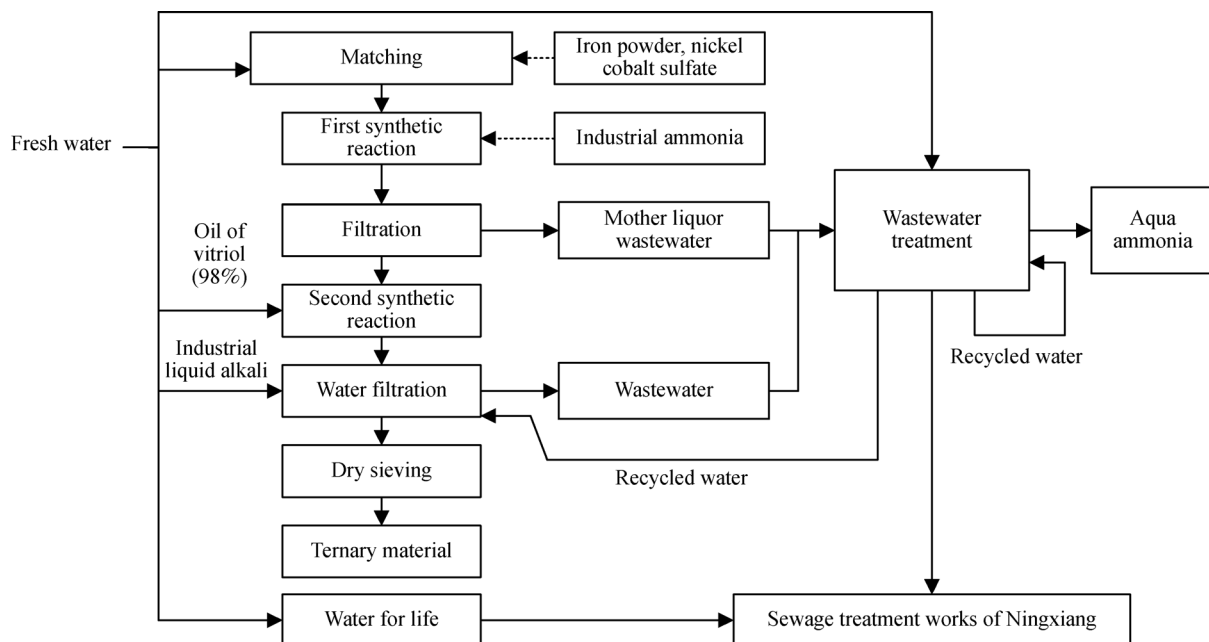 Matching
Iron powder, nickel
cobalt sulfate
Fresh water
First synthetic
reaction
Industrial ammonia
Filtration
Mother liquor
wastewater
Wastewater
treatment
Aqua
ammonia
Oil of
vitriol
(98%)
Second synthetic
reaction
Recycled water
Industrial
liquid alkali
Water filtration
Wastewater
Dry sieving
Recycled water
Ternary material
Water for life
Sewage treatment works of Ningxiang